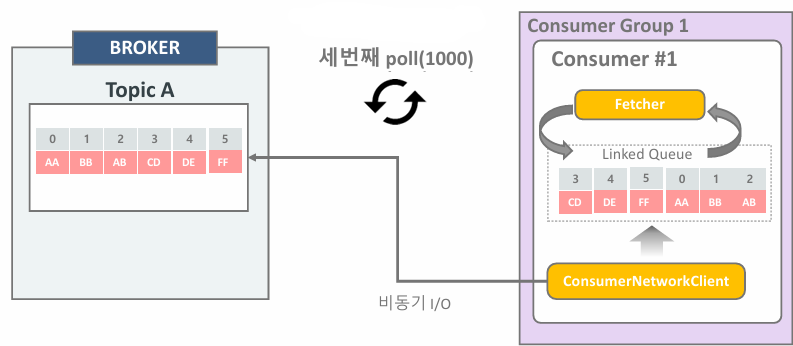 BROKER
Topic A
0 1 2 3 4 5
AA BB AB CD DE FF
세번째 poll(1000)
비동기 I/O
Consumer Group 1
Consumer #1
Fetcher
Linked Queue
3 4 5 0 1 2
CD DE FF AA BB AB
ConsumerNetworkClient